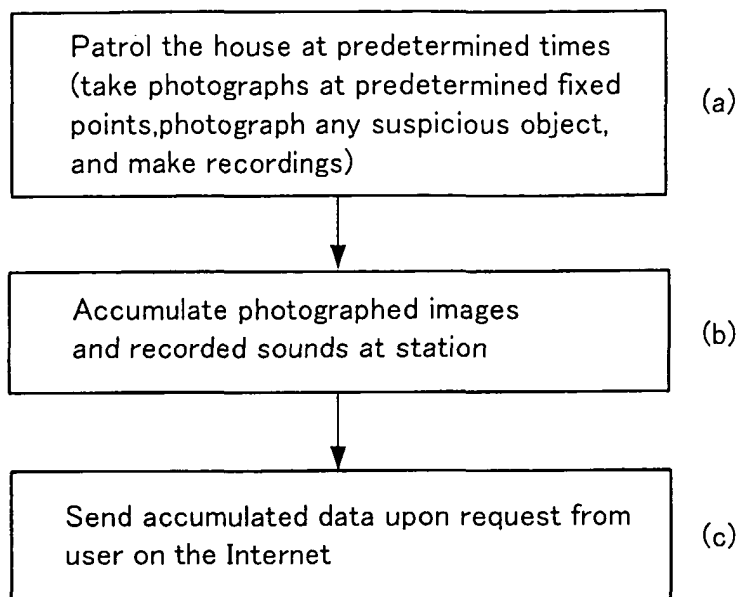 Patrol the house at predetermined times
(take photographs at predetermined fixed
points,photograph any suspicious object,
and make recordings)
(a)
Accumulate photographed images
and recorded sounds at station
(b)
Send accumulated data upon request from
user on the Internet
(c)